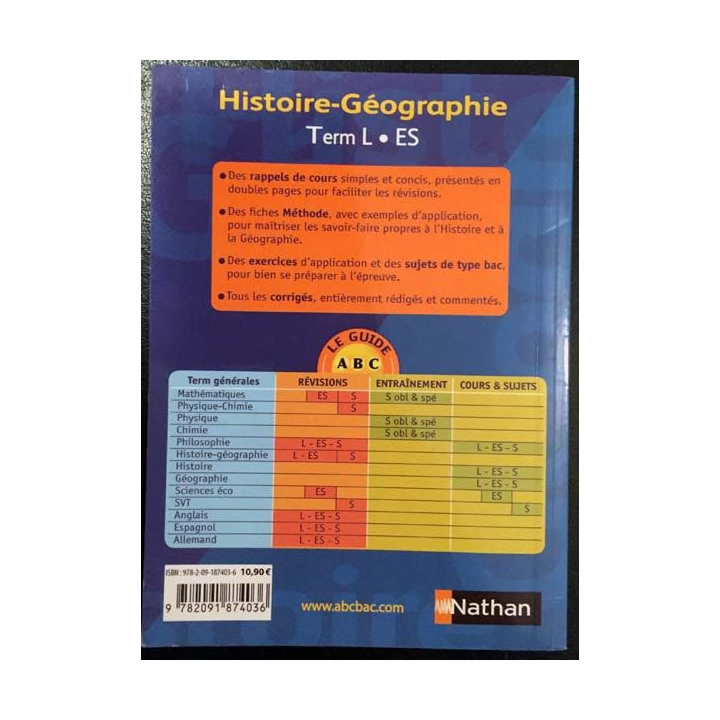 Histoire-Géographie
Term L • ES
• Des rappels de cours simples et concis, présentés en
doubles pages pour faciliter les révisions.
• Des fiches Méthode, avec exemples d'application,
pour maîtriser les savoir-faire propres à l'Histoire et à
la Géographie.
• Des exercices d'application et des sujets de type bac,
pour bien se préparer à l'épreuve.
• Tous les corrigés, entièrement rédigés et commentés.
LE GUIDE
ABC
Term générales RÉVISIONS ENTRAÎNEMENT COURS & SUJETS
Mathématiques ES S S obl & spé
Physique-Chimie S
Physique S obl & spé
Chimie S obl & spé
Philosophie L - ES - S L - ES - S
Histoire-géographie L - ES S
Histoire L - ES - S
Géographie L - ES - S
Sciences éco ES ES
SVT S S
Anglais L - ES - S
Espagnol L - ES - S
Allemand L - ES - S
ISBN : 978-2-09-187403-6 10,90 €
9 782091 874036
www.abcbac.com
Nathan